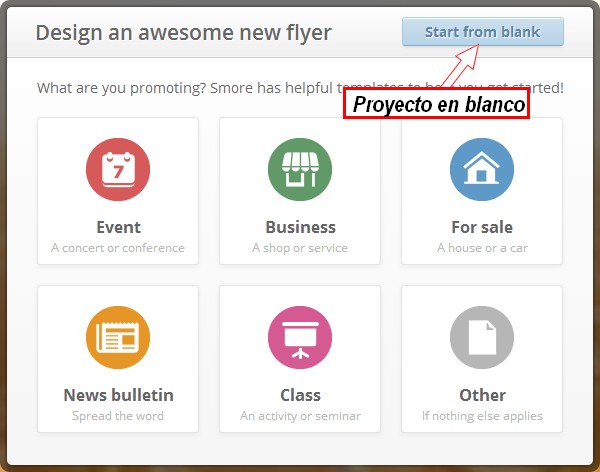 Design an awesome new flyer
Start from blank
What are you promoting? Smore has helpful templates to help you get started!
Proyecto en blanco
7
Event
A concert or conference
Business
A shop or service
For sale
A house or a car
News bulletin
Spread the word
Class
An activity or seminar
Other
If nothing else applies